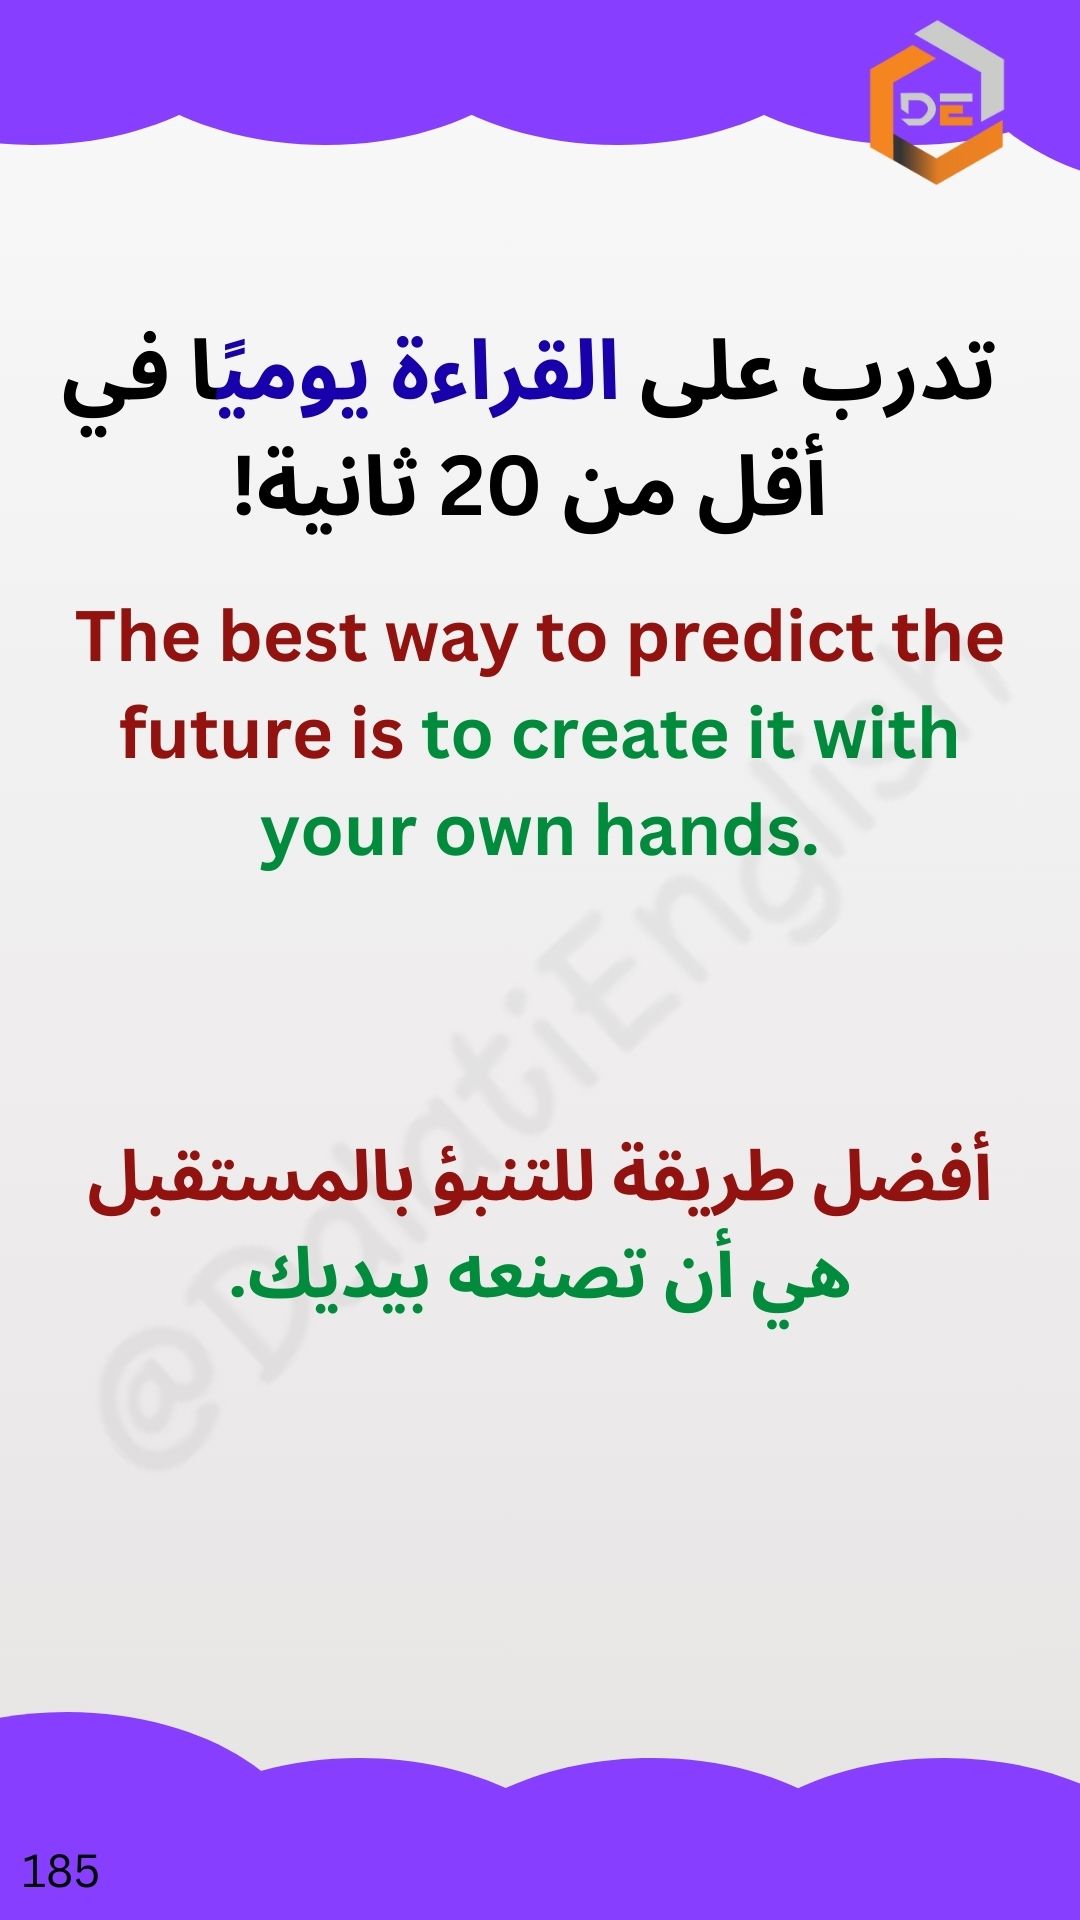 DE
تدرب على القراءة يوميًا في
أقل من 20 ثانية!
The best way to predict the
future is to create it with
your own hands.
أفضل طريقة للتنبؤ بالمستقبل
هي أن تصنعه بيديك.
@DalatiEnglish
185